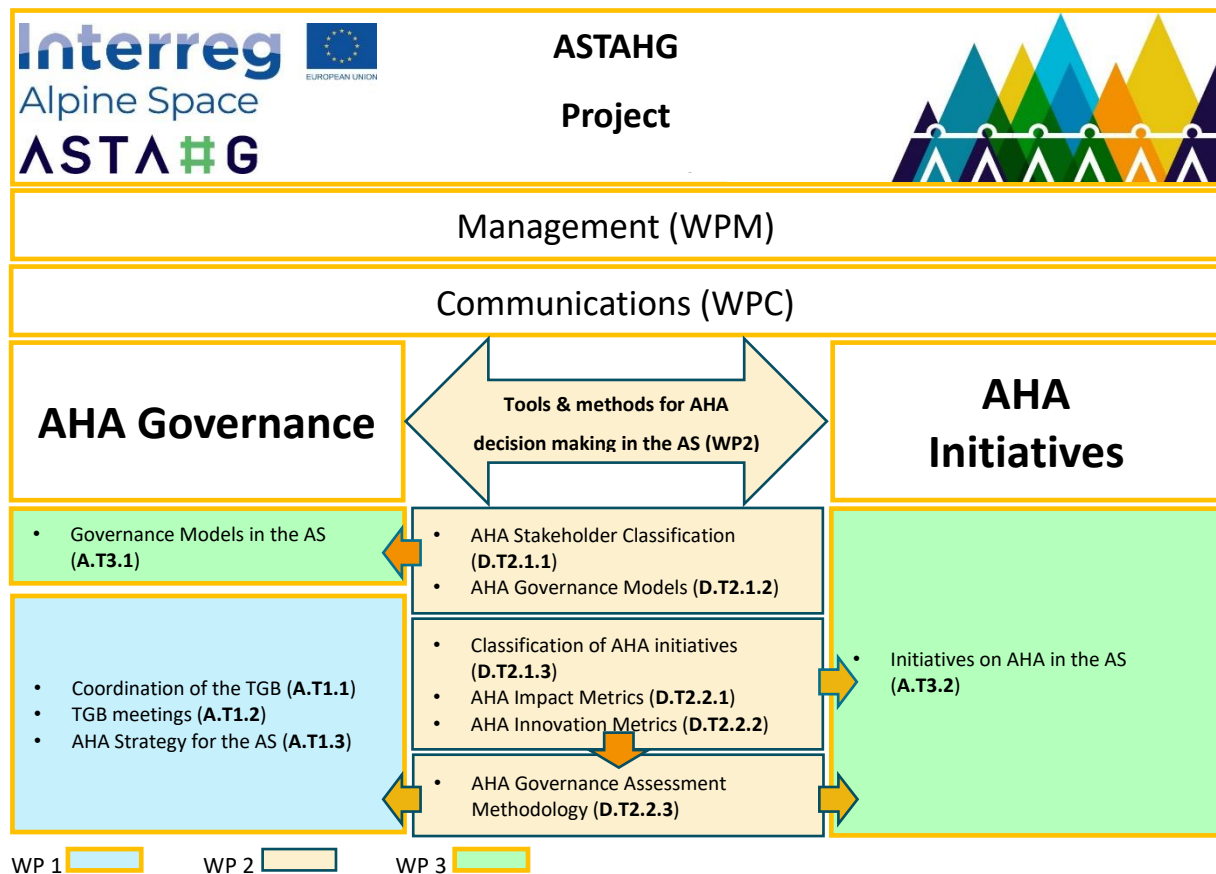 Interreg
EUROPEAN UNION
Alpine Space
ASTAHG
ASTAHG
Project
Management (WPM)
Communications (WPC)
AHA Governance
Tools & methods for AHA
decision making in the AS (WP2)
AHA
Initiatives
• Governance Models in the AS
(A.T3.1)
• AHA Stakeholder Classification
(D.T2.1.1)
• AHA Governance Models (D.T2.1.2)
• Coordination of the TGB (A.T1.1)
• TGB meetings (A.T1.2)
• AHA Strategy for the AS (A.T1.3)
• Classification of AHA initiatives
(D.T2.1.3)
• AHA Impact Metrics (D.T2.2.1)
• AHA Innovation Metrics (D.T2.2.2)
• Initiatives on AHA in the AS
(A.T3.2)
• AHA Governance Assessment
Methodology (D.T2.2.3)
WP 1
WP 2
WP 3